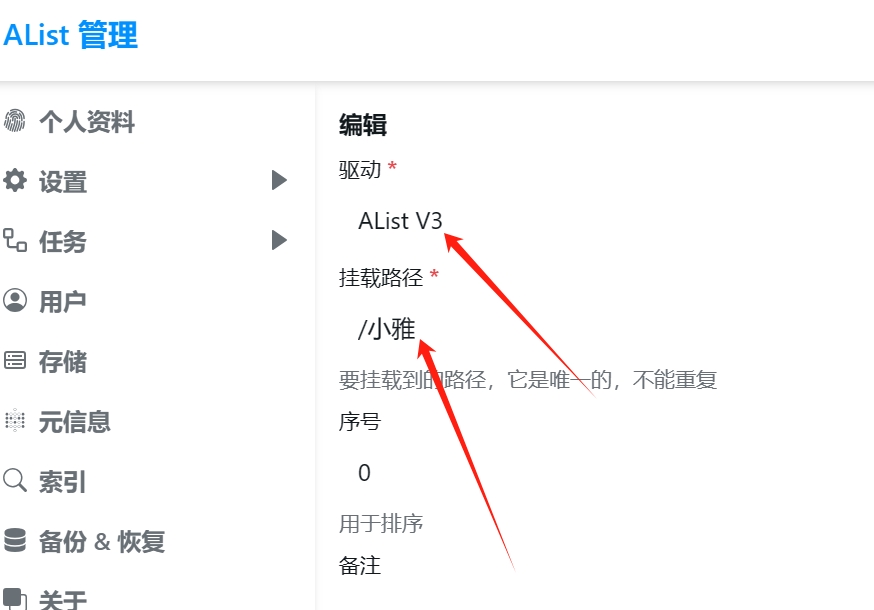 AList 管理
个人资料
设置
任务
用户
存储
元信息
索引
备份 & 恢复
关于
编辑
驱动 *
AList V3
挂载路径 *
/小雅
要挂载到的路径，它是唯一的，不能重复
序号
0
用于排序
备注